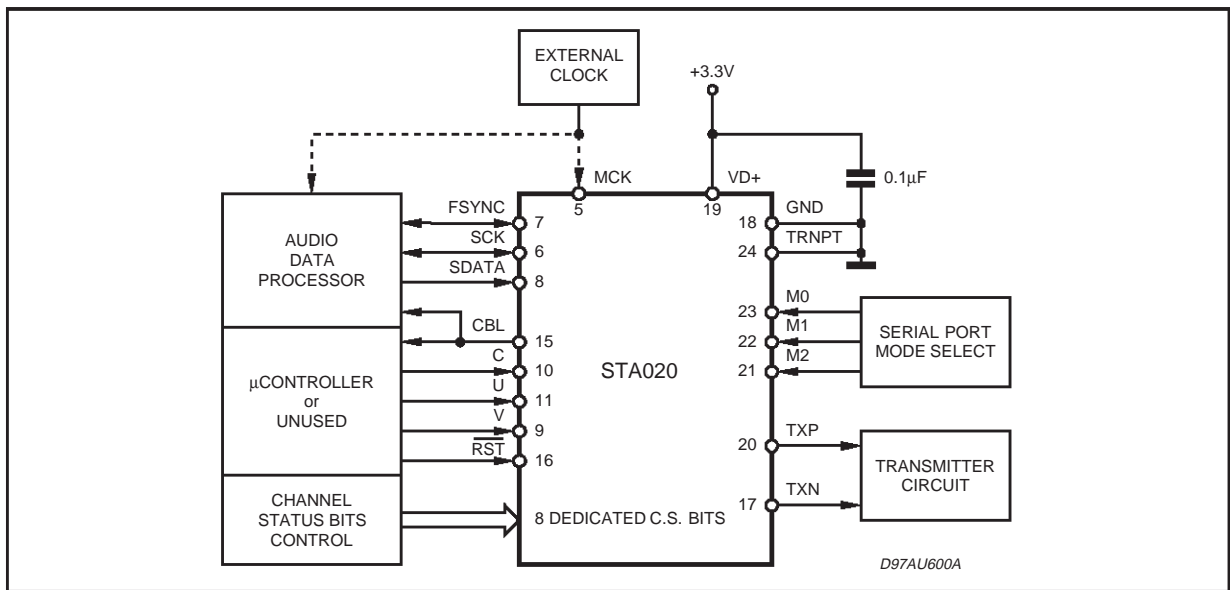 EXTERNAL
CLOCK
+3.3V
MCK
5
VD+
19
0.1µF
AUDIO
DATA
PROCESSOR
FSYNC
7
SCK
6
SDATA
8
GND
18
TRNPT
24
M0
23
M1
22
M2
21
SERIAL PORT
MODE SELECT
µCONTROLLER
or
UNUSED
CBL
15
C
10
U
11
V
9
RST
16
STA020
TXP
20
TXN
17
TRANSMITTER
CIRCUIT
CHANNEL
STATUS BITS
CONTROL
8 DEDICATED C.S. BITS
D97AU600A